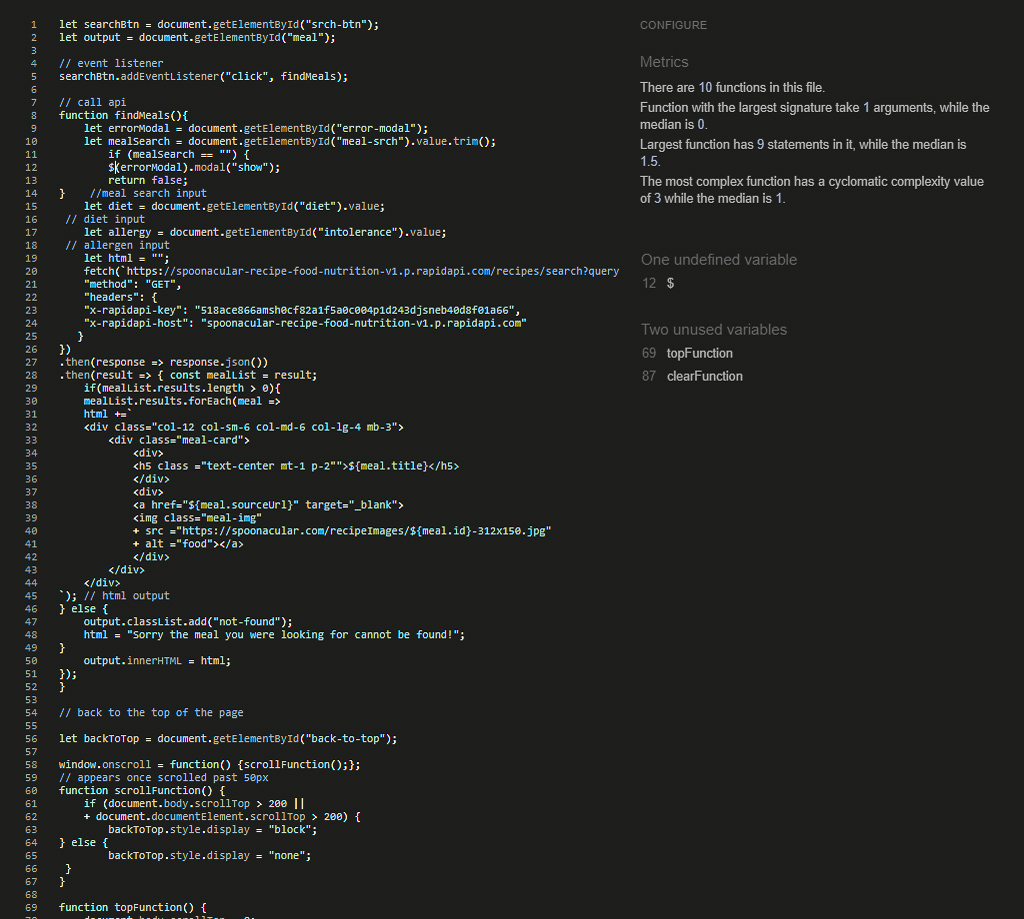 1 let searchBtn = document.getElementById("srch-btn");
2 let output = document.getElementById("meal");
3
4 // event listener
5 searchBtn.addEventListener("click", findMeals);
6
7 // call api
8 function findMeals(){
9 let errorModal = document.getElementById("error-modal");
10 let mealSearch = document.getElementById("meal-srch").value.trim();
11 if (mealSearch == "") {
12 $(errorModal).modal("show");
13 return false;
14 } //meal search input
15 let diet = document.getElementById("diet").value;
16 // diet input
17 let allergy = document.getElementById("intolerance").value;
18 // allergen input
19 let html = "";
20 fetch(`https://spoonacular-recipe-food-nutrition-v1.p.rapidapi.com/recipes/search?query
21 "method": "GET",
22 "headers": {
23 "x-rapidapi-key": "518ace866amsh0cf82a1f5a0c004p1d243djsneb40d8f01a66",
24 "x-rapidapi-host": "spoonacular-recipe-food-nutrition-v1.p.rapidapi.com"
25 }
26 })
27 .then(response => response.json())
28 .then(result => { const mealList = result;
29 if(mealList.results.length > 0){
30 mealList.results.forEach(meal =>
31 html +=`
32 <div class="col-12 col-sm-6 col-md-6 col-lg-4 mb-3">
33 <div class="meal-card">
34 <div>
35 <h5 class ="text-center mt-1 p-2"">${meal.title}</h5>
36 </div>
37 <div>
38 <a href="${meal.sourceUrl}" target="_blank">
39 <img class="meal-img"
40 + src ="https://spoonacular.com/recipeImages/${meal.id}-312x150.jpg"
41 + alt ="food"></a>
42 </div>
43 </div>
44 </div>
45 `); // html output
46 } else {
47 output.classList.add("not-found");
48 html = "Sorry the meal you were looking for cannot be found!";
49 }
50 output.innerHTML = html;
51 });
52 }
53
54 // back to the top of the page
55
56 let backToTop = document.getElementById("back-to-top");
57
58 window.onscroll = function() {scrollFunction();};
59 // appears once scrolled past 50px
60 function scrollFunction() {
61 if (document.body.scrollTop > 200 ||
62 + document.documentElement.scrollTop > 200) {
63 backToTop.style.display = "block";
64 } else {
65 backToTop.style.display = "none";
66 }
67 }
68
69 function topFunction() {
CONFIGURE
Metrics
There are 10 functions in this file.
Function with the largest signature take 1 arguments, while the
median is 0.
Largest function has 9 statements in it, while the median is
1.5.
The most complex function has a cyclomatic complexity value
of 3 while the median is 1.
One undefined variable
12 $
Two unused variables
69 topFunction
87 clearFunction